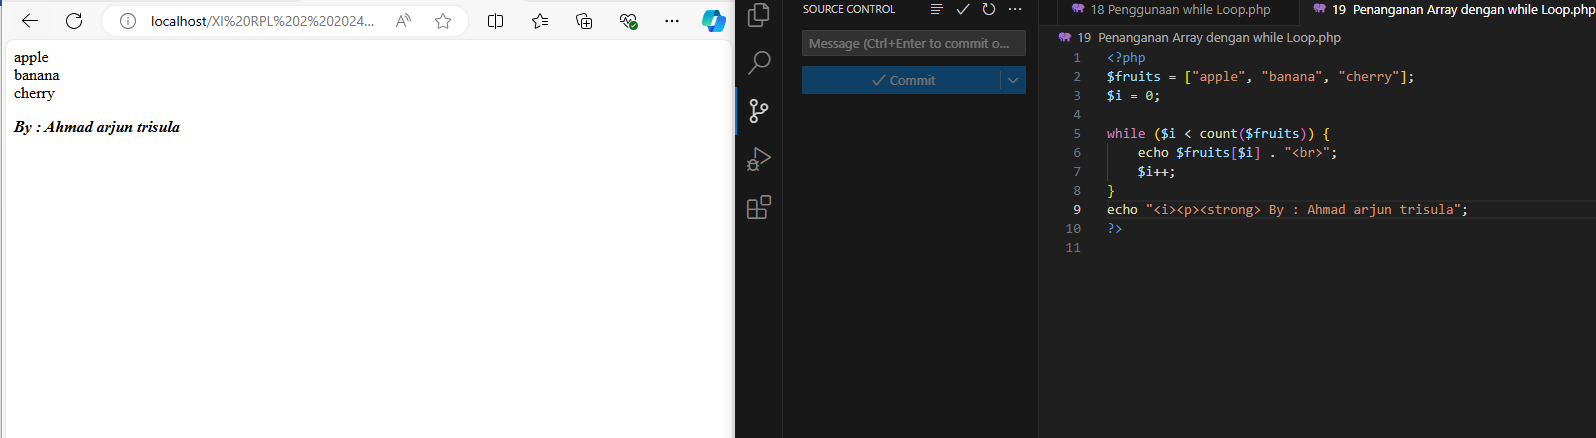 localhost/XI%20RPL%202%202024...
apple
banana
cherry
By : Ahmad arjun trisula
SOURCE CONTROL
Message (Ctrl+Enter to commit o...
Commit
18 Penggunaan while Loop.php
19 Penanganan Array dengan while Loop.php
19 Penanganan Array dengan while Loop.php
1 <?php
2 $fruits = ["apple", "banana", "cherry"];
3 $i = 0;
4
5 while ($i < count($fruits)) {
6 echo $fruits[$i] . "<br>";
7 $i++;
8 }
9 echo "<i><p><strong> By : Ahmad arjun trisula";
10 ?>
11